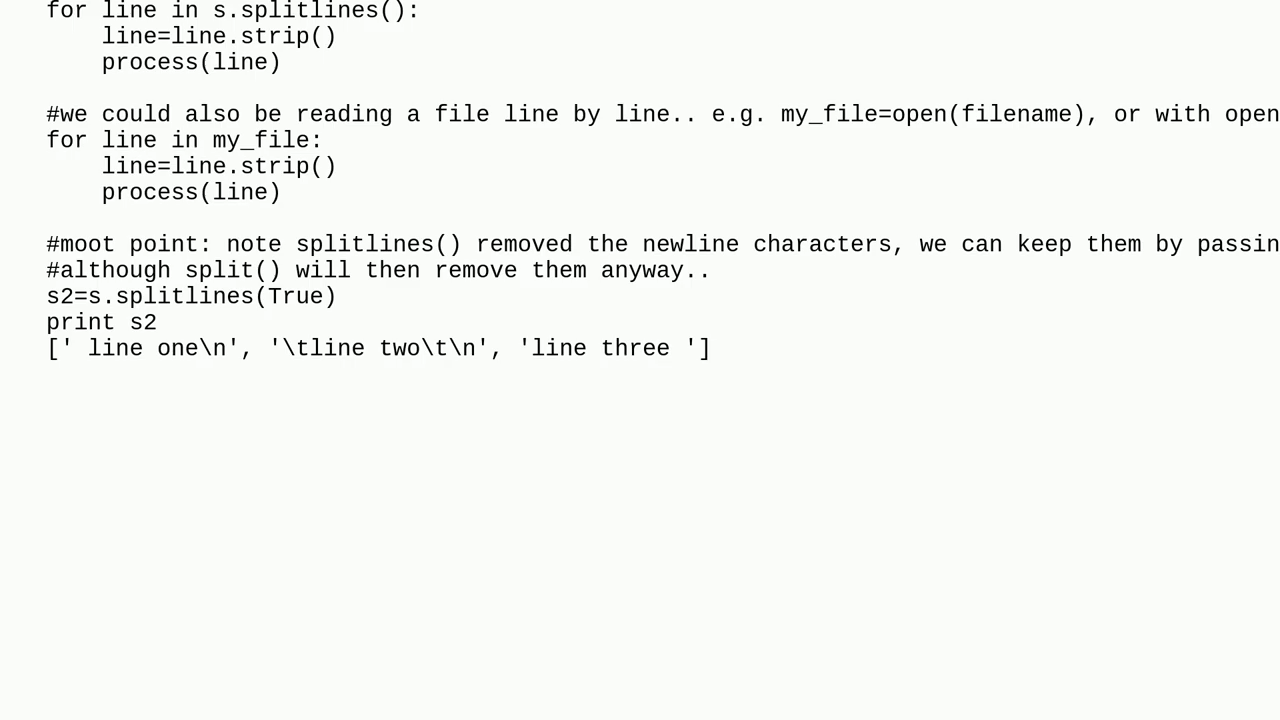 for line in s.splitlines():
    line=line.strip()
    process(line)

#we could also be reading a file line by line.. e.g. my_file=open(filename), or with open
for line in my_file:
    line=line.strip()
    process(line)

#moot point: note splitlines() removed the newline characters, we can keep them by passin
#although split() will then remove them anyway..
s2=s.splitlines(True)
print s2
[' line one\n', '\tline two\t\n', 'line three ']